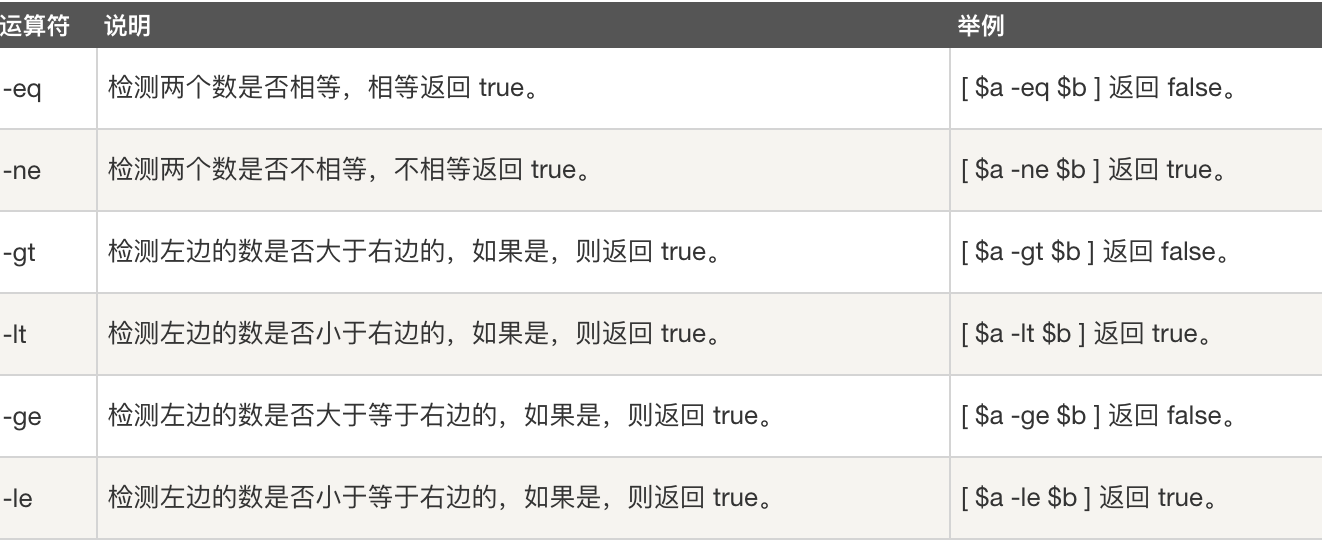 运算符 说明 举例
-eq 检测两个数是否相等，相等返回 true。 [ $a -eq $b ] 返回 false。
-ne 检测两个数是否不相等，不相等返回 true。 [ $a -ne $b ] 返回 true。
-gt 检测左边的数是否大于右边的，如果是，则返回 true。 [ $a -gt $b ] 返回 false。
-lt 检测左边的数是否小于右边的，如果是，则返回 true。 [ $a -lt $b ] 返回 true。
-ge 检测左边的数是否大于等于右边的，如果是，则返回 true。 [ $a -ge $b ] 返回 false。
-le 检测左边的数是否小于等于右边的，如果是，则返回 true。 [ $a -le $b ] 返回 true。